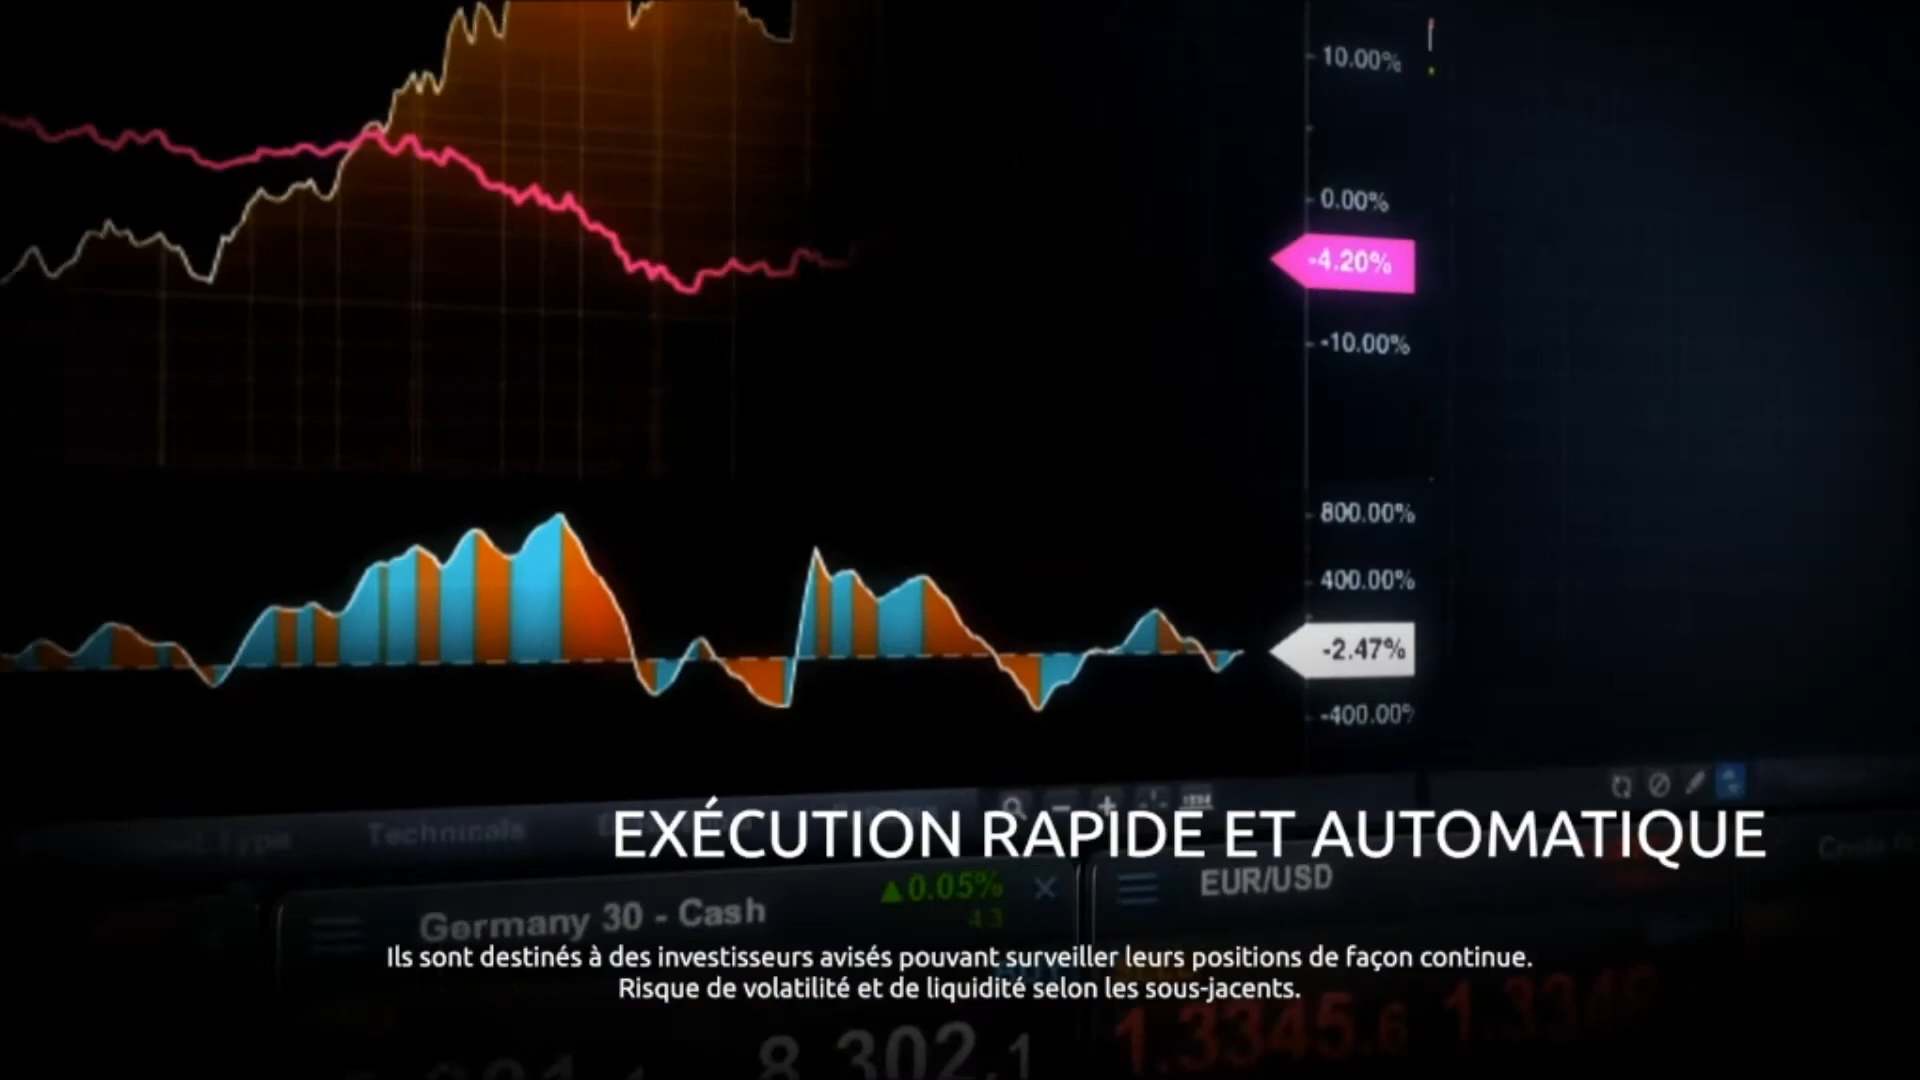 10.00%
0.00%
-4.20%
-10.00%
800.00%
400.00%
-2.47%
-400.00%
Technicals
EXÉCUTION RAPIDE ET AUTOMATIQUE
Germany 30 - Cash
▲0.05%
4.3
EUR/USD
Ils sont destinés à des investisseurs avisés pouvant surveiller leurs positions de façon continue.
Risque de volatilité et de liquidité selon les sous-jacents.
8 302.1
1.3345.6